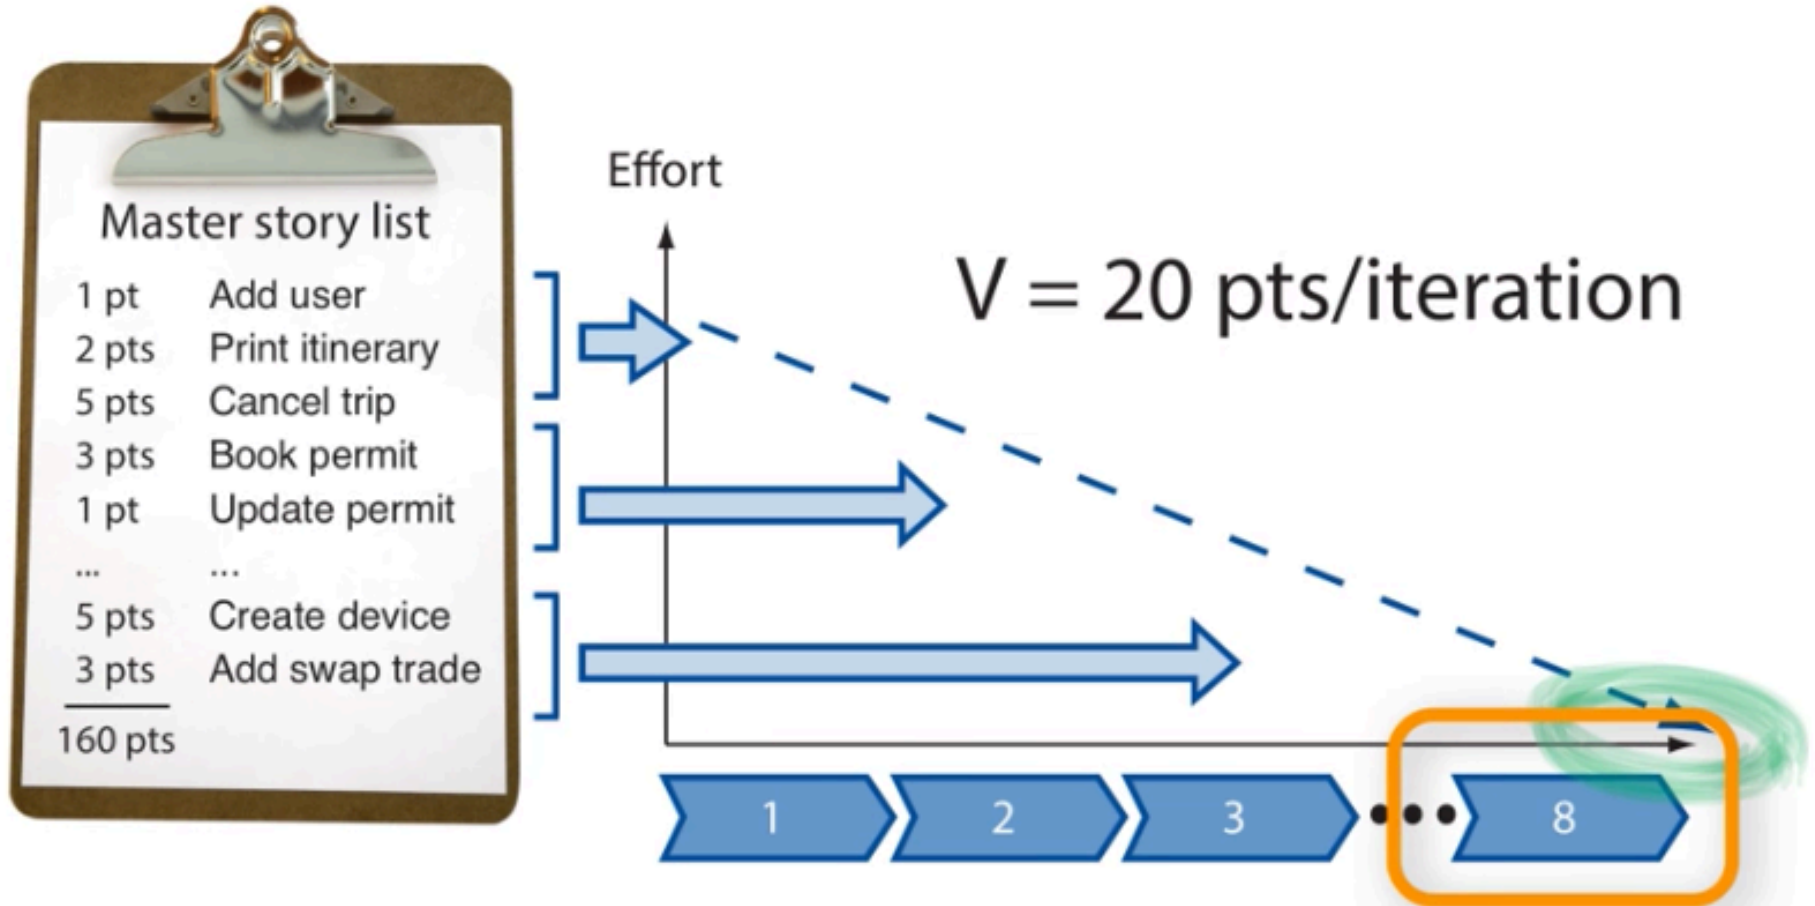 Master story list
1 pt Add user
2 pts Print itinerary
5 pts Cancel trip
3 pts Book permit
1 pt Update permit
... ...
5 pts Create device
3 pts Add swap trade
160 pts
Effort
V = 20 pts/iteration
1 2 3 ••• 8